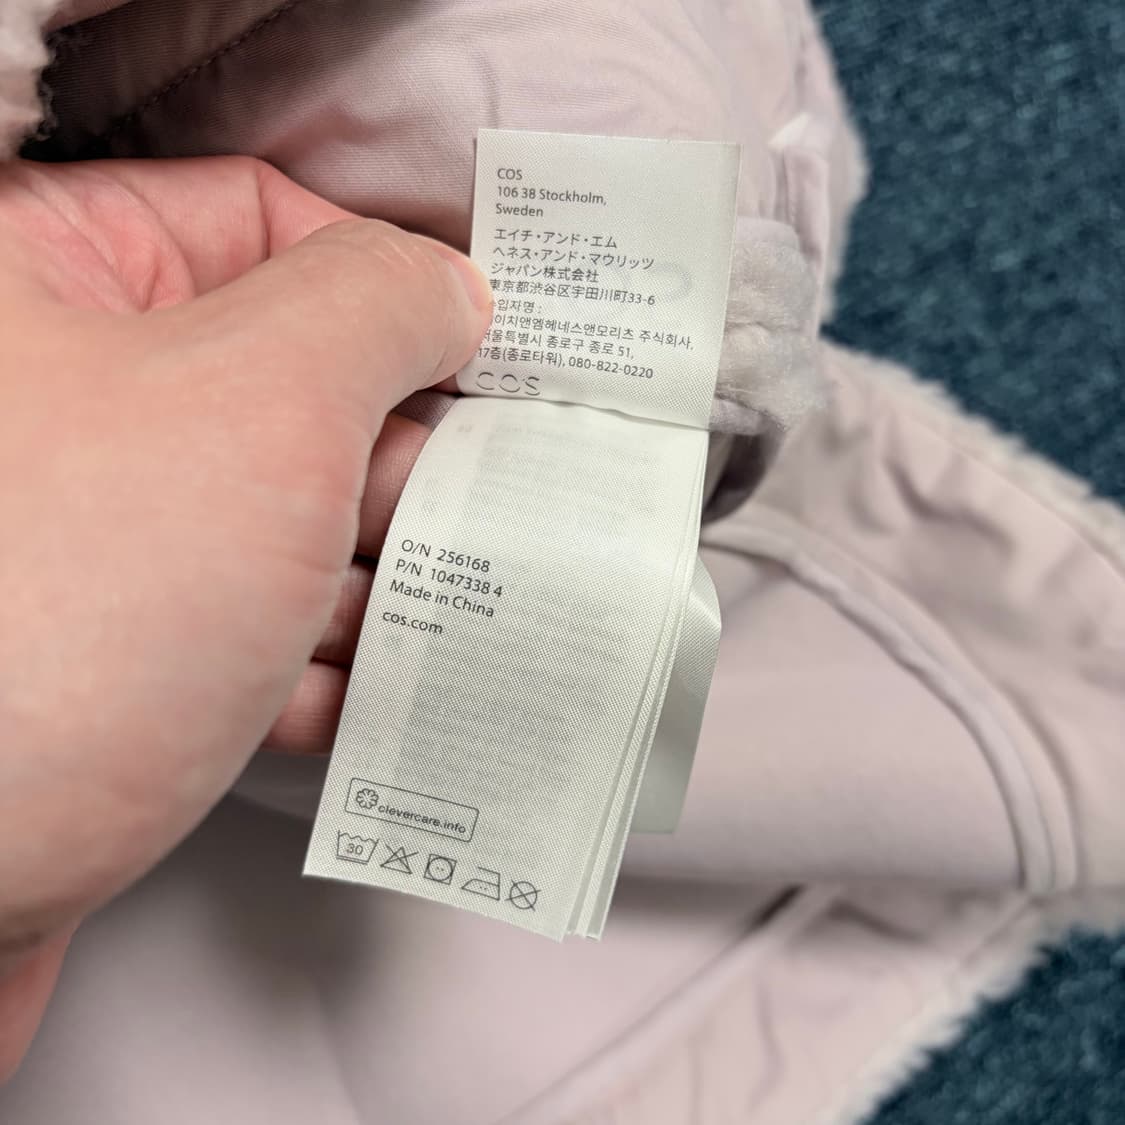 COS
106 38 Stockholm,
Sweden
エイチ・アンド・エム
ヘネス・アンド・マウリッツ
ジャパン株式会社
東京都渋谷区宇田川町33-6
입자명 :
이치앤엠헤네스앤모리츠 주식회사,
서울특별시 종로구 종로 51,
17층(종로타워), 080-822-0220
COS
O/N 256168
P/N 1047338 4
Made in China
cos.com
clevercare.info
30